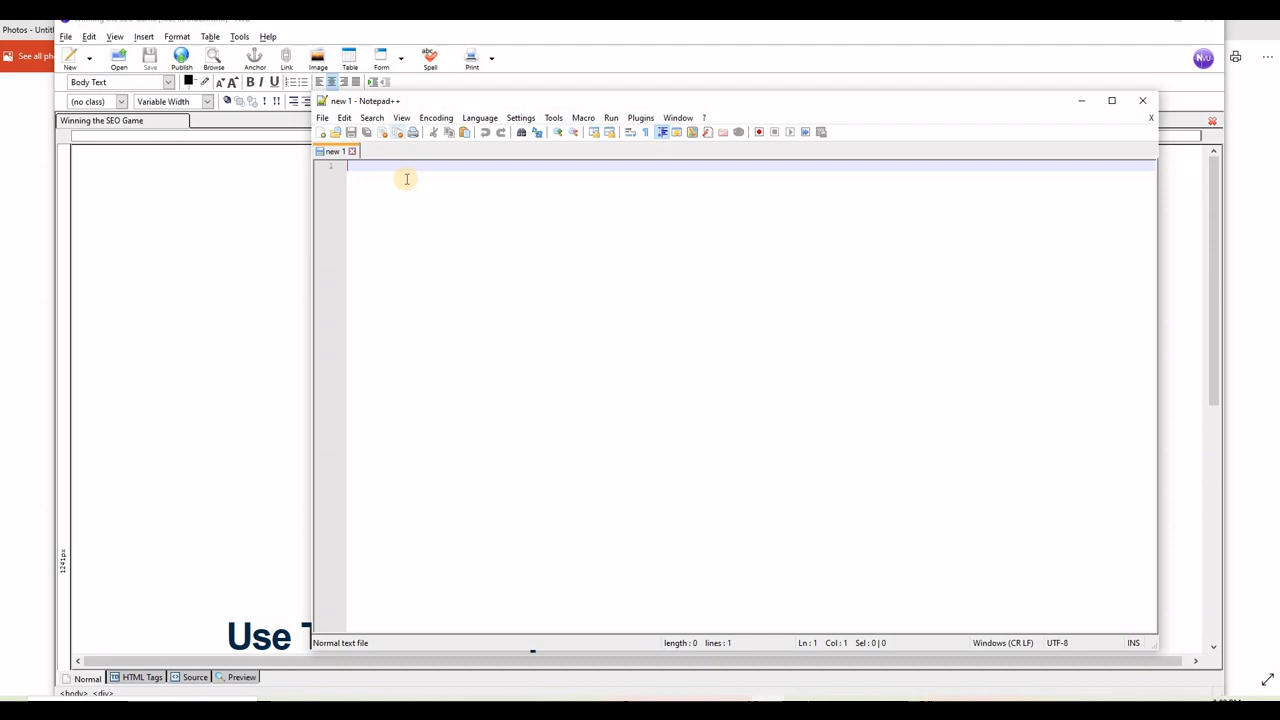 Photos - Untitl
See all pho
File Edit View Insert Format Table Tools Help
New Open Save Publish Browse Anchor Link Image Table Form Spell Print
Body Text
(no class) Variable Width
Winning the SEO Game
new 1 - Notepad++
File Edit Search View Encoding Language Settings Tools Macro Run Plugins Window ? X
new 1
1
1241px
Use T
Normal text file length : 0 lines : 1 Ln : 1 Col : 1 Sel : 0 | 0 Windows (CR LF) UTF-8 INS
Normal HTML Tags Source Preview
<body> <div>